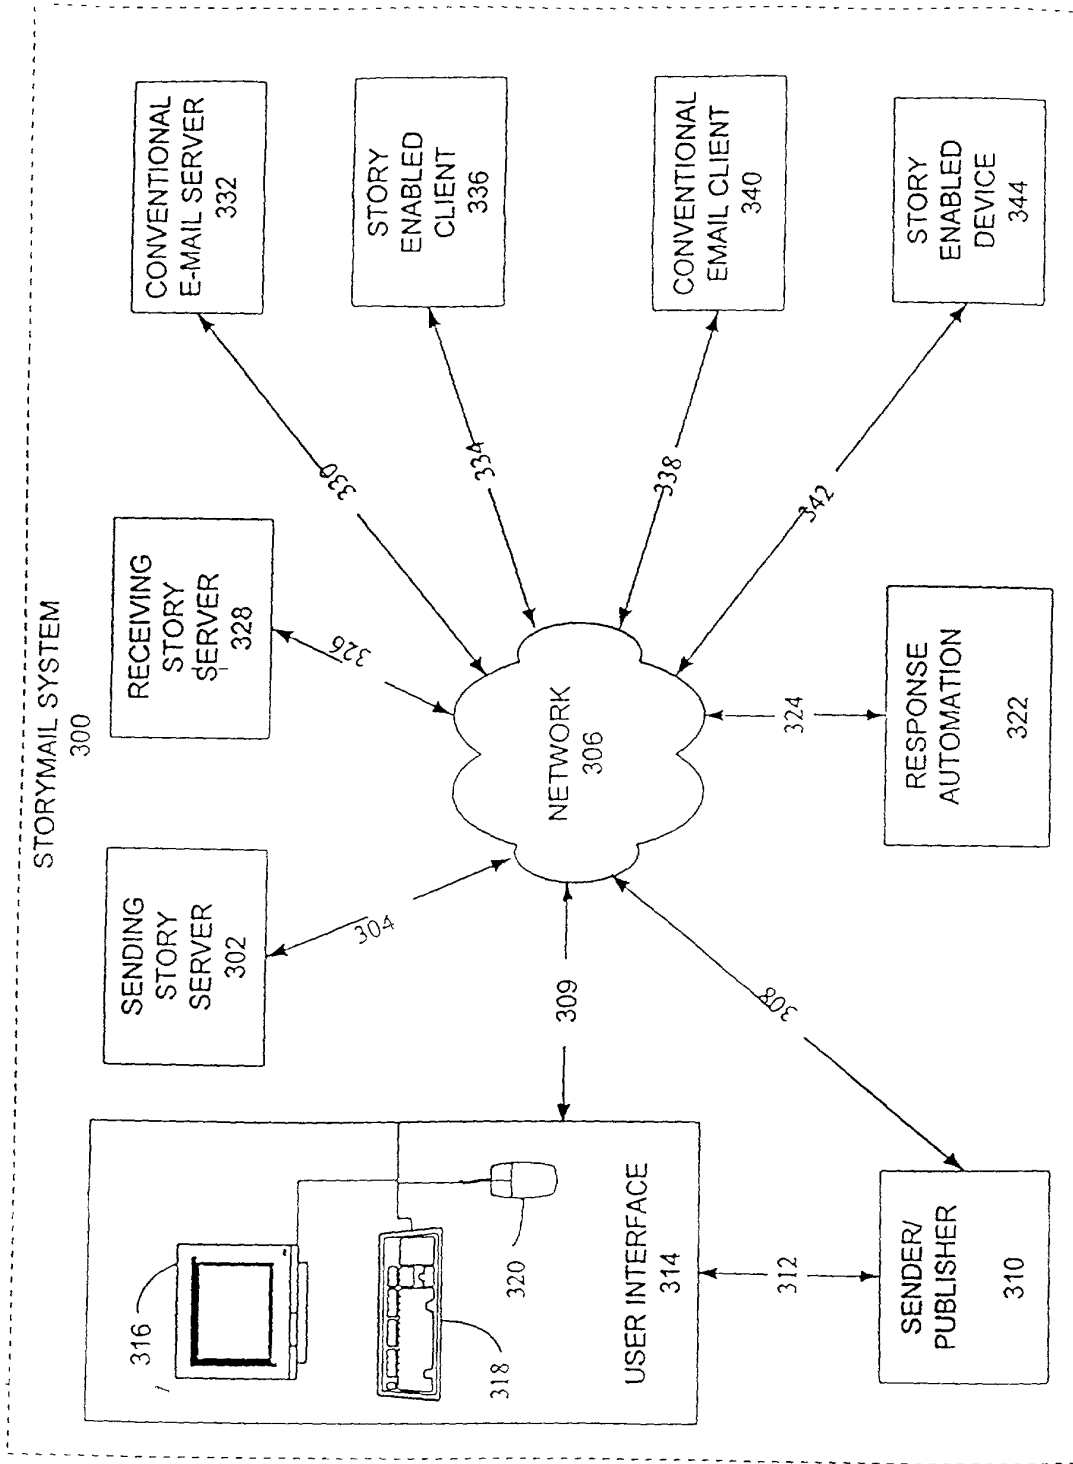 STORYMAIL SYSTEM
300
SENDING
STORY
SERVER
302
RECEIVING
STORY
SERVER
328
CONVENTIONAL
E-MAIL SERVER
332
STORY
ENABLED
CLIENT
336
CONVENTIONAL
EMAIL CLIENT
340
STORY
ENABLED
DEVICE
344
304
326
330
334
338
342
NETWORK
306
309
308
324
RESPONSE
AUTOMATION
322
316
318
320
USER INTERFACE
314
312
SENDER/
PUBLISHER
310